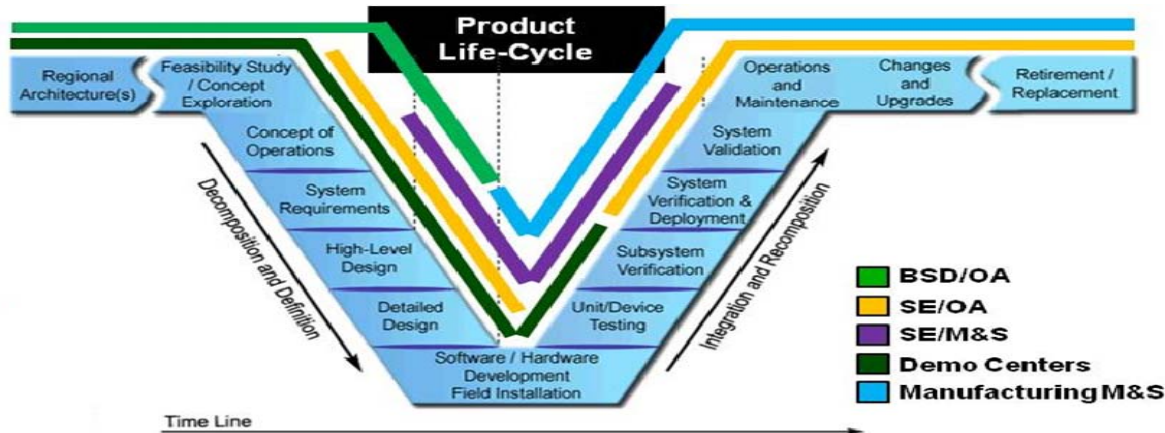 Product
Life-Cycle
Regional
Architecture(s)
Feasibility Study
/ Concept
Exploration
Operations
and
Maintenance
Changes
and
Upgrades
Retirement /
Replacement
Concept of
Operations
System
Validation
System
Requirements
System
Verification &
Deployment
High-Level
Design
Subsystem
Verification
Detailed
Design
Unit/Device
Testing
Software / Hardware
Development
Field Installation
Decomposition and Definition
Integration and Recomposition
BSD/OA
SE/OA
SE/M&S
Demo Centers
Manufacturing M&S
Time Line